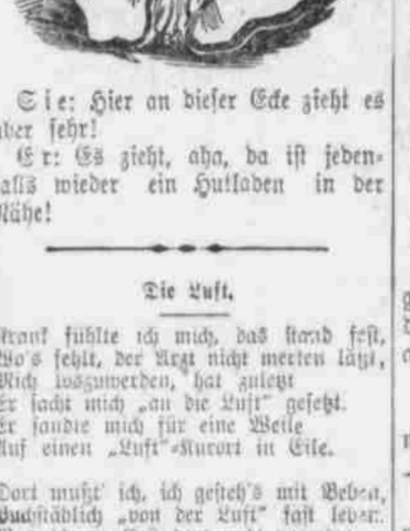 Sie: Hier an dieser Ecke zieht es
aber sehr!
Er: Es zieht, aha, da ist jeden=
falls wieder ein Hutladen in der
Nähe!
Die Luft.
Krank fühlte ich mich, das stand fest,
Wo's fehlt, der Arzt nicht merken läßt,
Mich loszuwerden, hat zuletzt
Er sacht mich „an die Luft" gesetzt.
Er sandte mich für eine Weile
Auf einen „Luft"=Kurort in Eile.
Dort mußt' ich, ich gesteh's mit Beben,
Buchstäblich „von der Luft" fast leben.